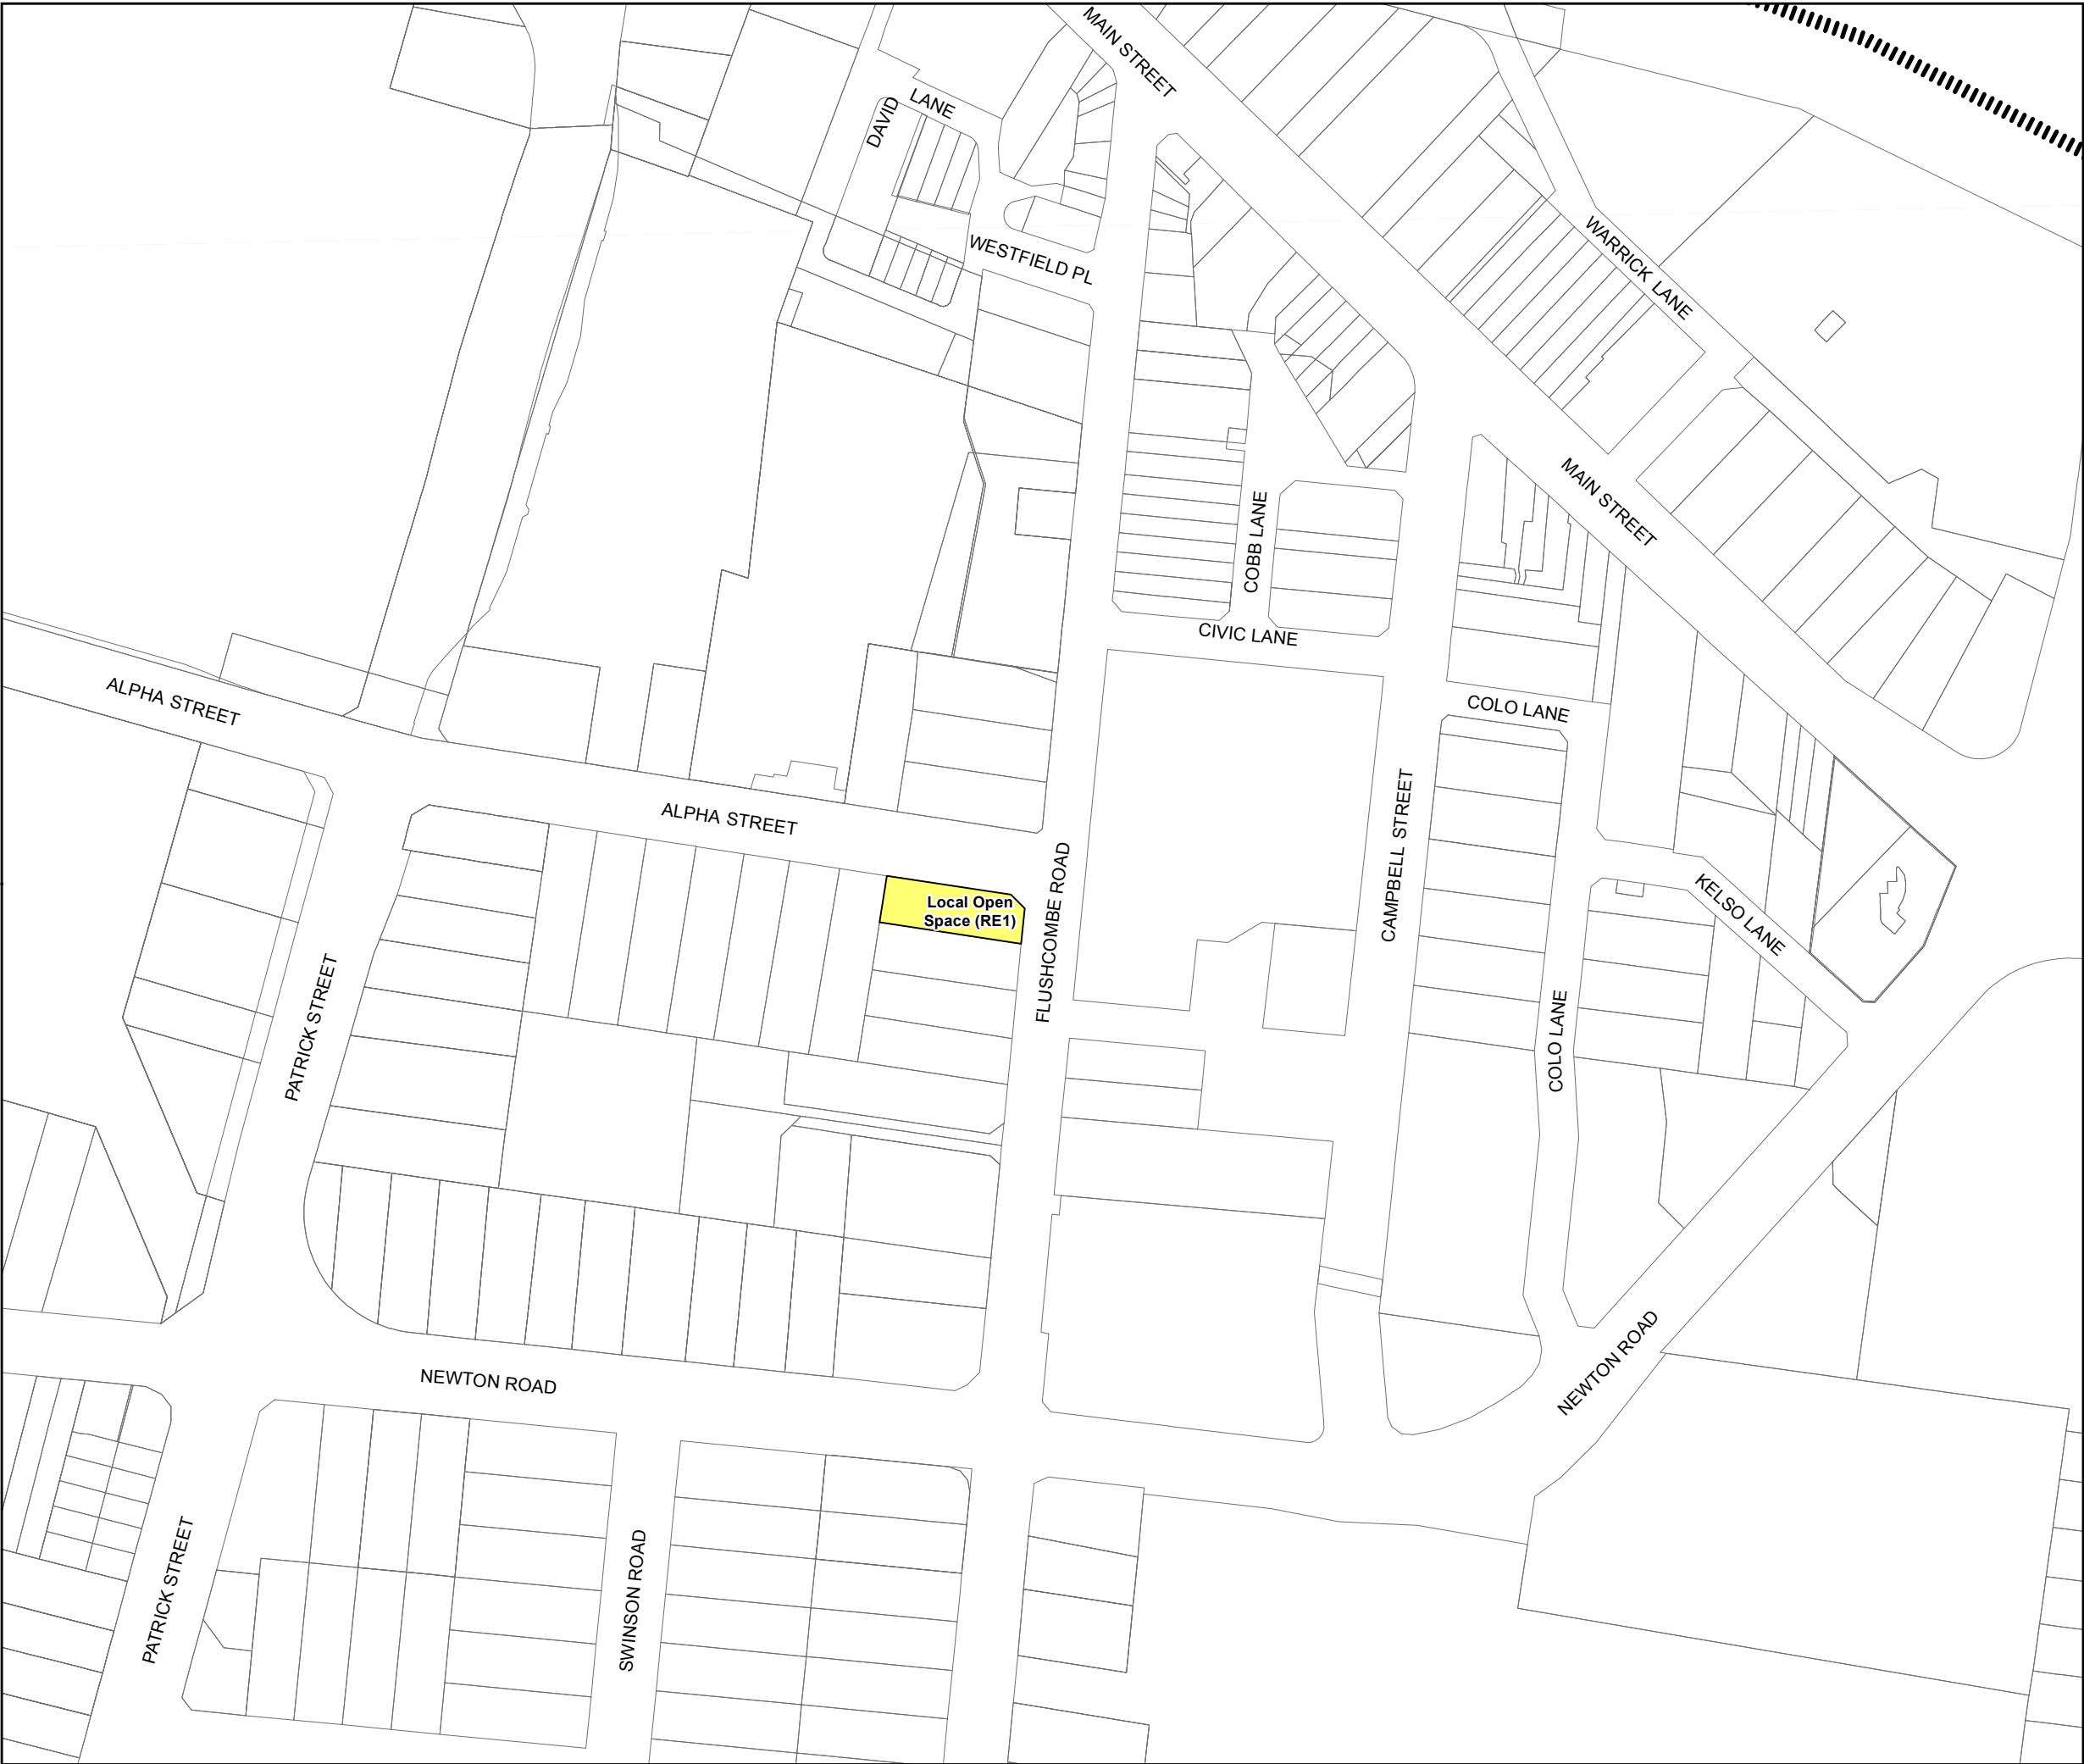 MAIN STREET
LANE
DAVID
WESTFIELD PL
WARRICK LANE
MAIN STREET
COBB LANE
CIVIC LANE
ALPHA STREET
COLO LANE
ALPHA STREET
CAMPBELL STREET
FLUSHCOMBE ROAD
Local Open
Space (RE1)
KELSO LANE
PATRICK STREET
COLO LANE
NEWTON ROAD
NEWTON ROAD
SWINSON ROAD
PATRICK STREET